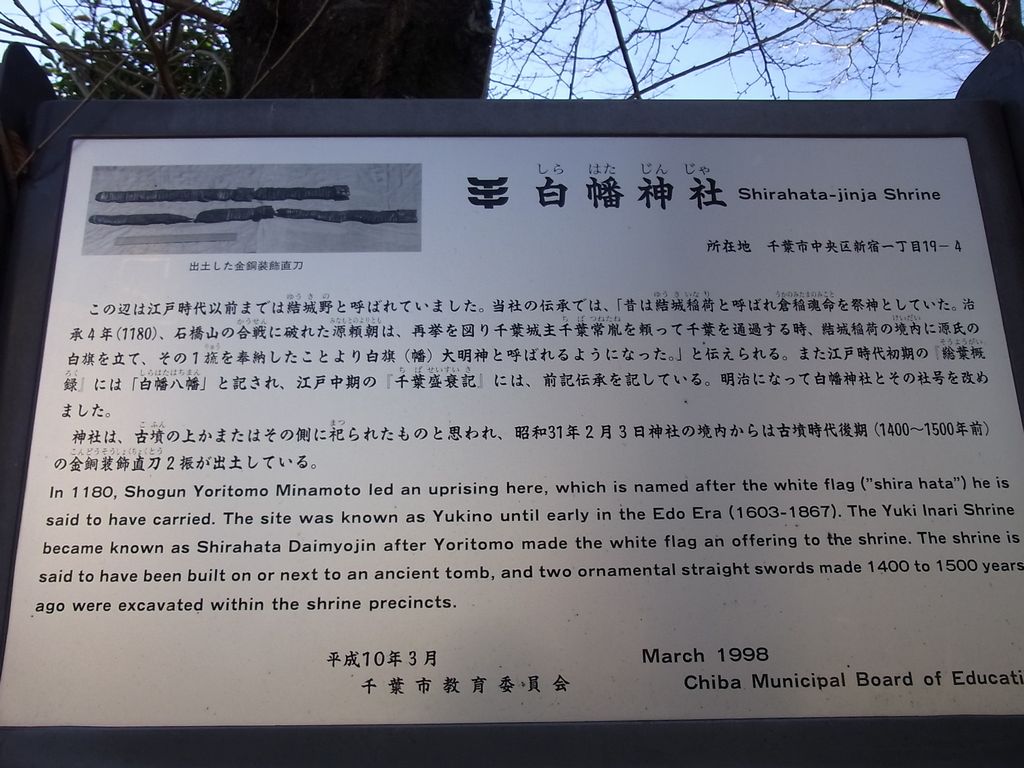 しら はた じん じゃ
白幡神社 Shirahata-jinja Shrine
所在地 千葉市中央区新宿一丁目19-4
出土した金銅装飾直刀
この辺は江戸時代以前までは結城野と呼ばれていました。当社の伝承では、「昔は結城稲荷と呼ばれ倉稲魂命を祭神としていた。治
承4年(1180)、石橋山の合戦に破れた源頼朝は、再挙を図り千葉城主千葉常胤を頼って千葉を通過する時、結城稲荷の境内に源氏の
白旗を立て、その1旒を奉納したことより白旗(幡)大明神と呼ばれるようになった。」と伝えられる。また江戸時代初期の『総葉概
録』には「白幡八幡」と記され、江戸中期の『千葉盛衰記』には、前記伝承を記している。明治になって白幡神社とその社号を改め
ました。
神社は、古墳の上かまたはその側に祀られたものと思われ、昭和31年2月3日神社の境内からは古墳時代後期(1400〜1500年前)
の金銅装飾直刀2振が出土している。
In 1180, Shogun Yoritomo Minamoto led an uprising here, which is named after the white flag ("shira hata") he is
said to have carried. The site was known as Yukino until early in the Edo Era (1603-1867). The Yuki Inari Shrine
became known as Shirahata Daimyojin after Yoritomo made the white flag an offering to the shrine. The shrine is
said to have been built on or next to an ancient tomb, and two ornamental straight swords made 1400 to 1500 years
ago were excavated within the shrine precincts.
平成10年3月 March 1998
千葉市教育委員会 Chiba Municipal Board of Educati